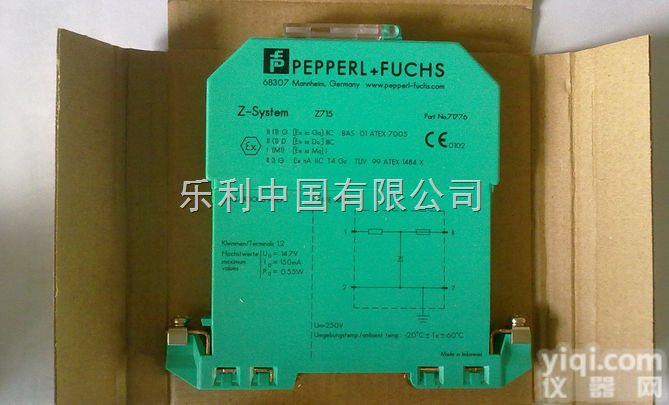 PEPPERL+FUCHS
68307 Mannheim, Germany www.pepperl-fuchs.com
Z-System Z715 Part No.71776
II (1) G [Ex ia Ga] IIC BAS 01 ATEX 7005
II (1) D [Ex ia Da] IIIC
I (M1) [Ex ia Ma] I
II 3 G Ex nA IIC T4 Gc TÜV 99 ATEX 1484 X
Ex
CE 0102
乐利中国有限公司
1 8
2 7
Klemmen/Terminals 1,2
Höchstwerte U = 14.7V
maximum I = 150mA
values P = 0.55W
Um=250V
Umgebungstemp./ambient temp.: -20°C ≤ Ta ≤ 60°C
Made in Indonesia
yiqi.com
仪器网